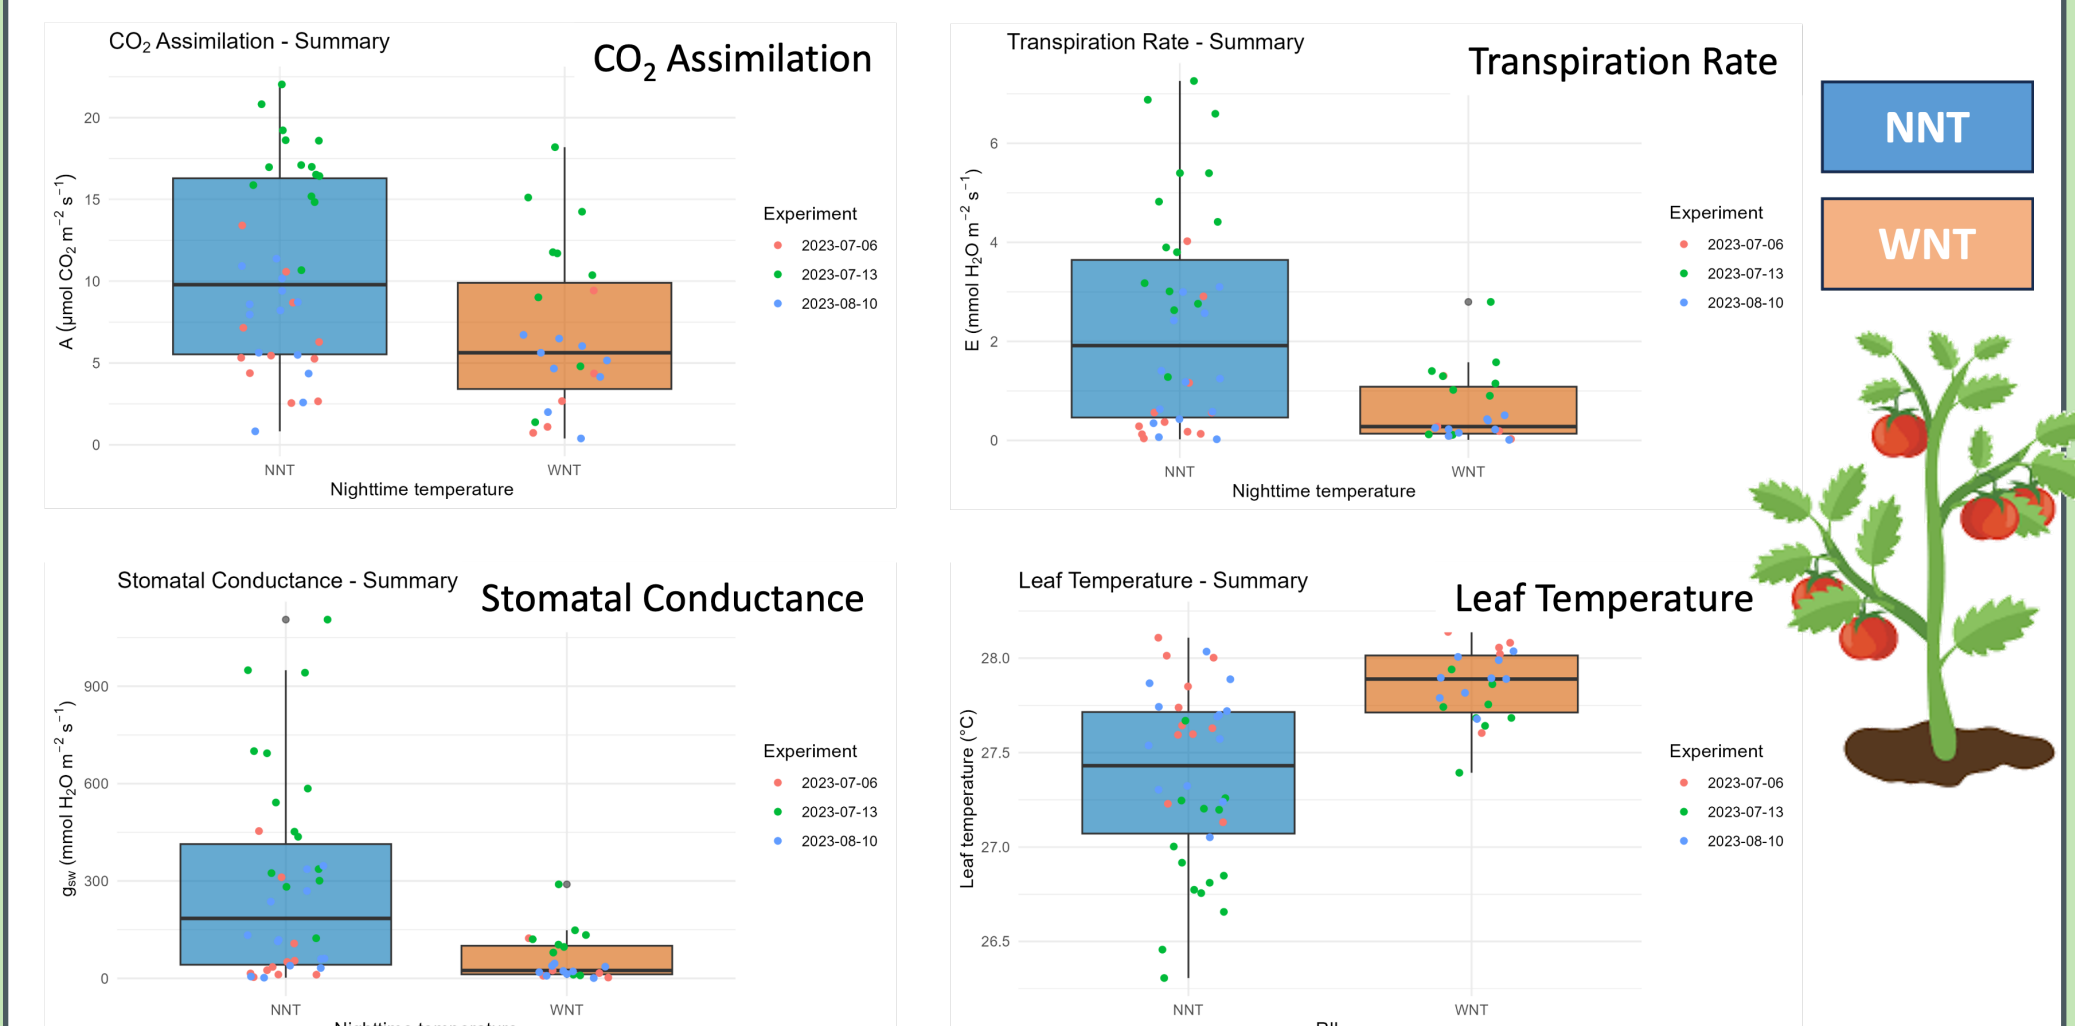 CO₂ Assimilation - Summary
CO₂ Assimilation
20
15
10
5
0
A (μmol CO₂ m⁻² s⁻¹)
NNT
WNT
Nighttime temperature
Experiment
2023-07-06
2023-07-13
2023-08-10
Transpiration Rate - Summary
Transpiration Rate
6
4
2
0
E (mmol H₂O m⁻² s⁻¹)
NNT
WNT
Nighttime temperature
Experiment
2023-07-06
2023-07-13
2023-08-10
NNT
WNT
Stomatal Conductance - Summary
Stomatal Conductance
900
600
300
0
gsw (mmol H₂O m⁻² s⁻¹)
NNT
WNT
Nighttime temperature
Experiment
2023-07-06
2023-07-13
2023-08-10
Leaf Temperature - Summary
Leaf Temperature
28.0
27.5
27.0
26.5
Leaf temperature (°C)
NNT
WNT
Experiment
2023-07-06
2023-07-13
2023-08-10